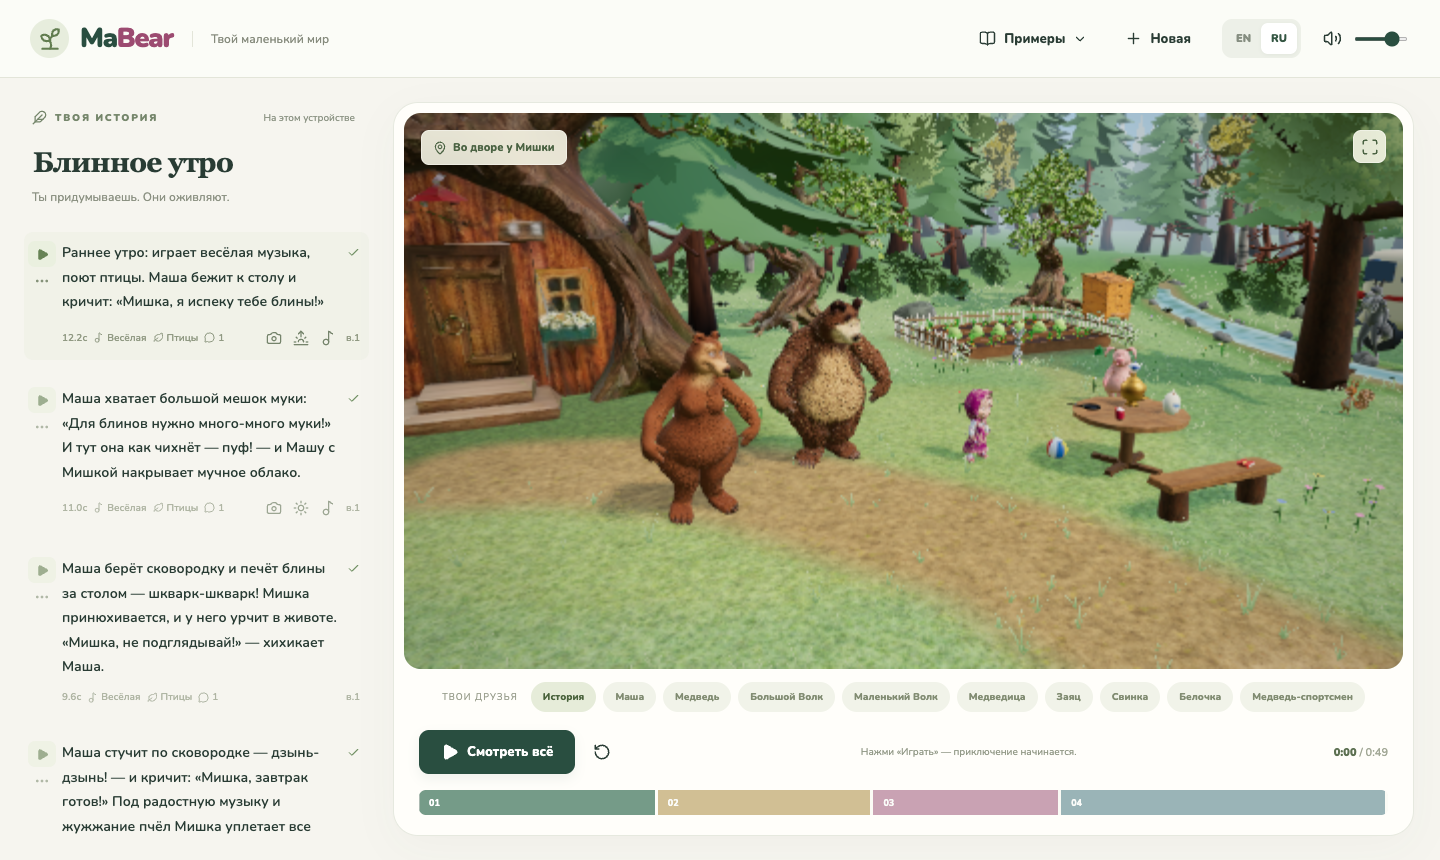 MaBear
Твой маленький мир
Примеры
Новая
EN
RU
ТВОЯ ИСТОРИЯ
На этом устройстве
Блинное утро
Ты придумываешь. Они оживляют.
Раннее утро: играет весёлая музыка,
поют птицы. Маша бежит к столу и
кричит: «Мишка, я испеку тебе блины!»
12.2с Весёлая Птицы 1 в.1
Маша хватает большой мешок муки:
«Для блинов нужно много-много муки!»
И тут она как чихнёт — пуф! — и Машу с
Мишкой накрывает мучное облако.
11.0с Весёлая Птицы 1 в.1
Маша берёт сковородку и печёт блины
за столом — шкварк-шкварк! Мишка
принюхивается, и у него урчит в животе.
«Мишка, не подглядывай!» — хихикает
Маша.
9.6с Весёлая Птицы 1 в.1
Маша стучит по сковородке — дзынь-
дзынь! — и кричит: «Мишка, завтрак
готов!» Под радостную музыку и
жужжание пчёл Мишка уплетает все
Во дворе у Мишки
ТВОИ ДРУЗЬЯ
История
Маша
Медведь
Большой Волк
Маленький Волк
Медведица
Заяц
Свинка
Белочка
Медведь-спортсмен
Смотреть всё
Нажми «Играть» — приключение начинается.
0:00 / 0:49
01
02
03
04